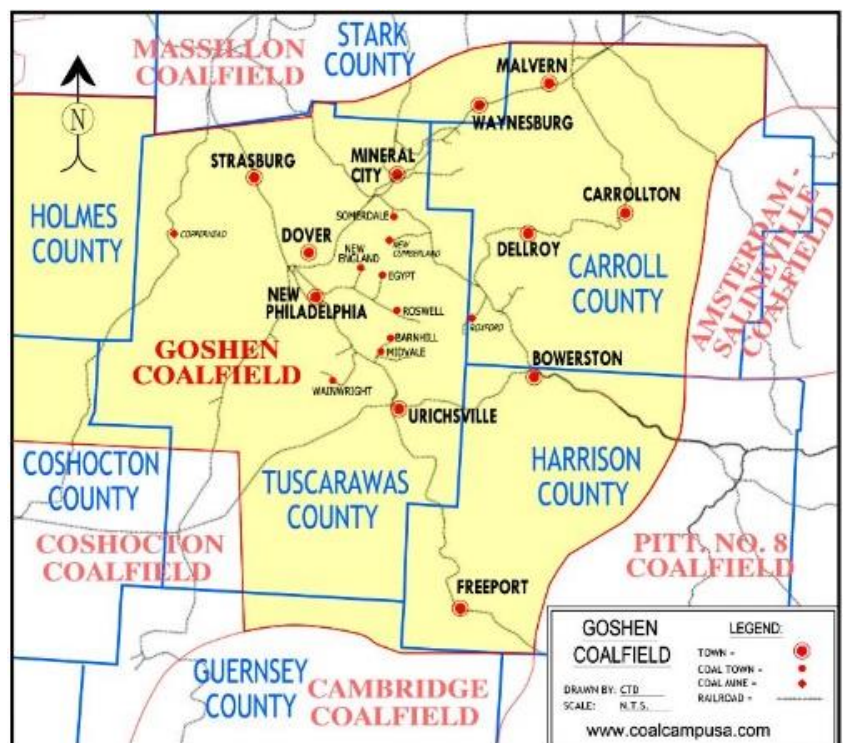 MASSILLON
COALFIELD
STARK
COUNTY
MALVERN
WAYNESBURG
N
STRASBURG
MINERAL
CITY
CARROLLTON
HOLMES
COUNTY
COPPERHEAD
SOMERDALE
DOVER
NEW
CUMBERLAND
DELLROY
NEW
ENGLAND
EGYPT
CARROLL
COUNTY
AMSTERDAM -
SALINEVILLE
COALFIELD
NEW
PHILADELPHIA
ROSWELL
ROXFORD
GOSHEN
COALFIELD
BARNHILL
MIDVALE
BOWERSTON
WAINWRIGHT
URICHSVILLE
COSHOCTON
COUNTY
TUSCARAWAS
COUNTY
HARRISON
COUNTY
COSHOCTON
COALFIELD
PITT. NO. 8
COALFIELD
FREEPORT
GUERNSEY
COUNTY
CAMBRIDGE
COALFIELD
GOSHEN
COALFIELD
DRAWN BY: CTD
SCALE: N.T.S.
LEGEND:
TOWN =
COAL TOWN =
COAL MINE =
RAILROAD =
www.coalcampusa.com